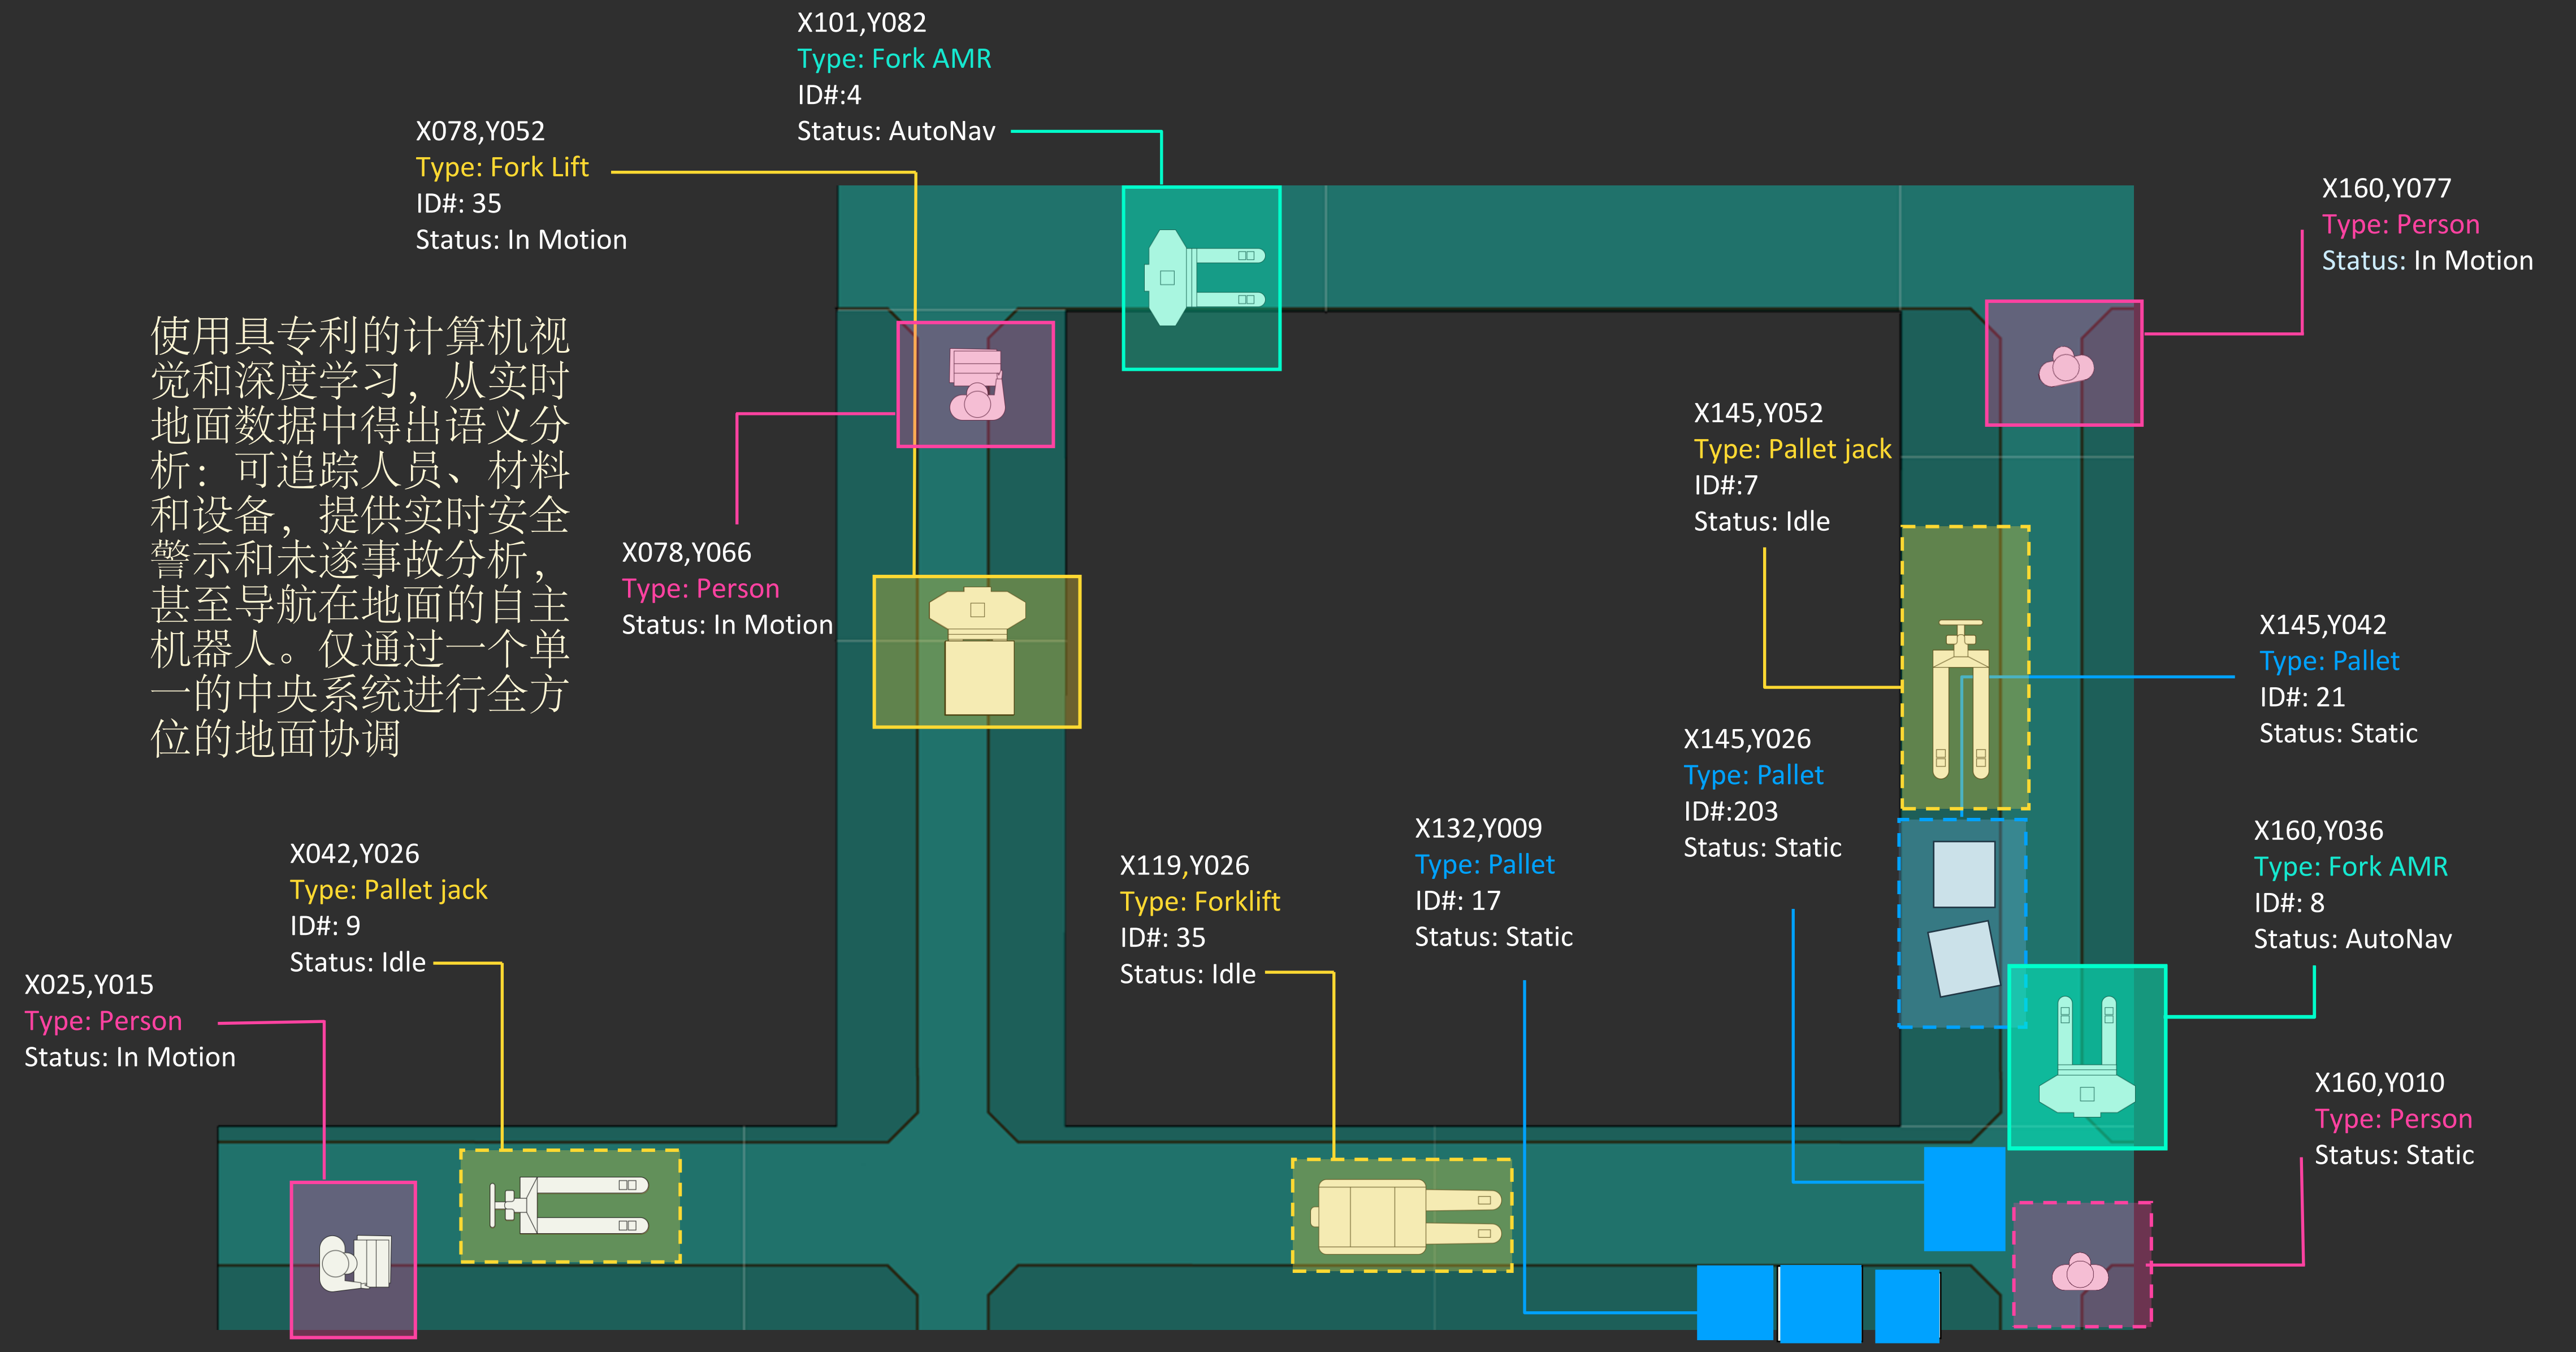 X101,Y082
Type: Fork AMR
ID#:4
Status: AutoNav
X078,Y052
Type: Fork Lift
ID#: 35
Status: In Motion
X160,Y077
Type: Person
Status: In Motion
使用具专利的计算机视
觉和深度学习，从实时
地面数据中得出语义分
析：可追踪人员、材料
和设备，提供实时安全
警示和未遂事故分析，
甚至导航在地面的自主
机器人。仅通过一个单
一的中央系统进行全方
位的地面协调
X078,Y066
Type: Person
Status: In Motion
X145,Y052
Type: Pallet jack
ID#:7
Status: Idle
X145,Y042
Type: Pallet
ID#: 21
Status: Static
X145,Y026
Type: Pallet
ID#:203
Status: Static
X132,Y009
Type: Pallet
ID#: 17
Status: Static
X160,Y036
Type: Fork AMR
ID#: 8
Status: AutoNav
X042,Y026
Type: Pallet jack
ID#: 9
Status: Idle
X119,Y026
Type: Forklift
ID#: 35
Status: Idle
X025,Y015
Type: Person
Status: In Motion
X160,Y010
Type: Person
Status: Static